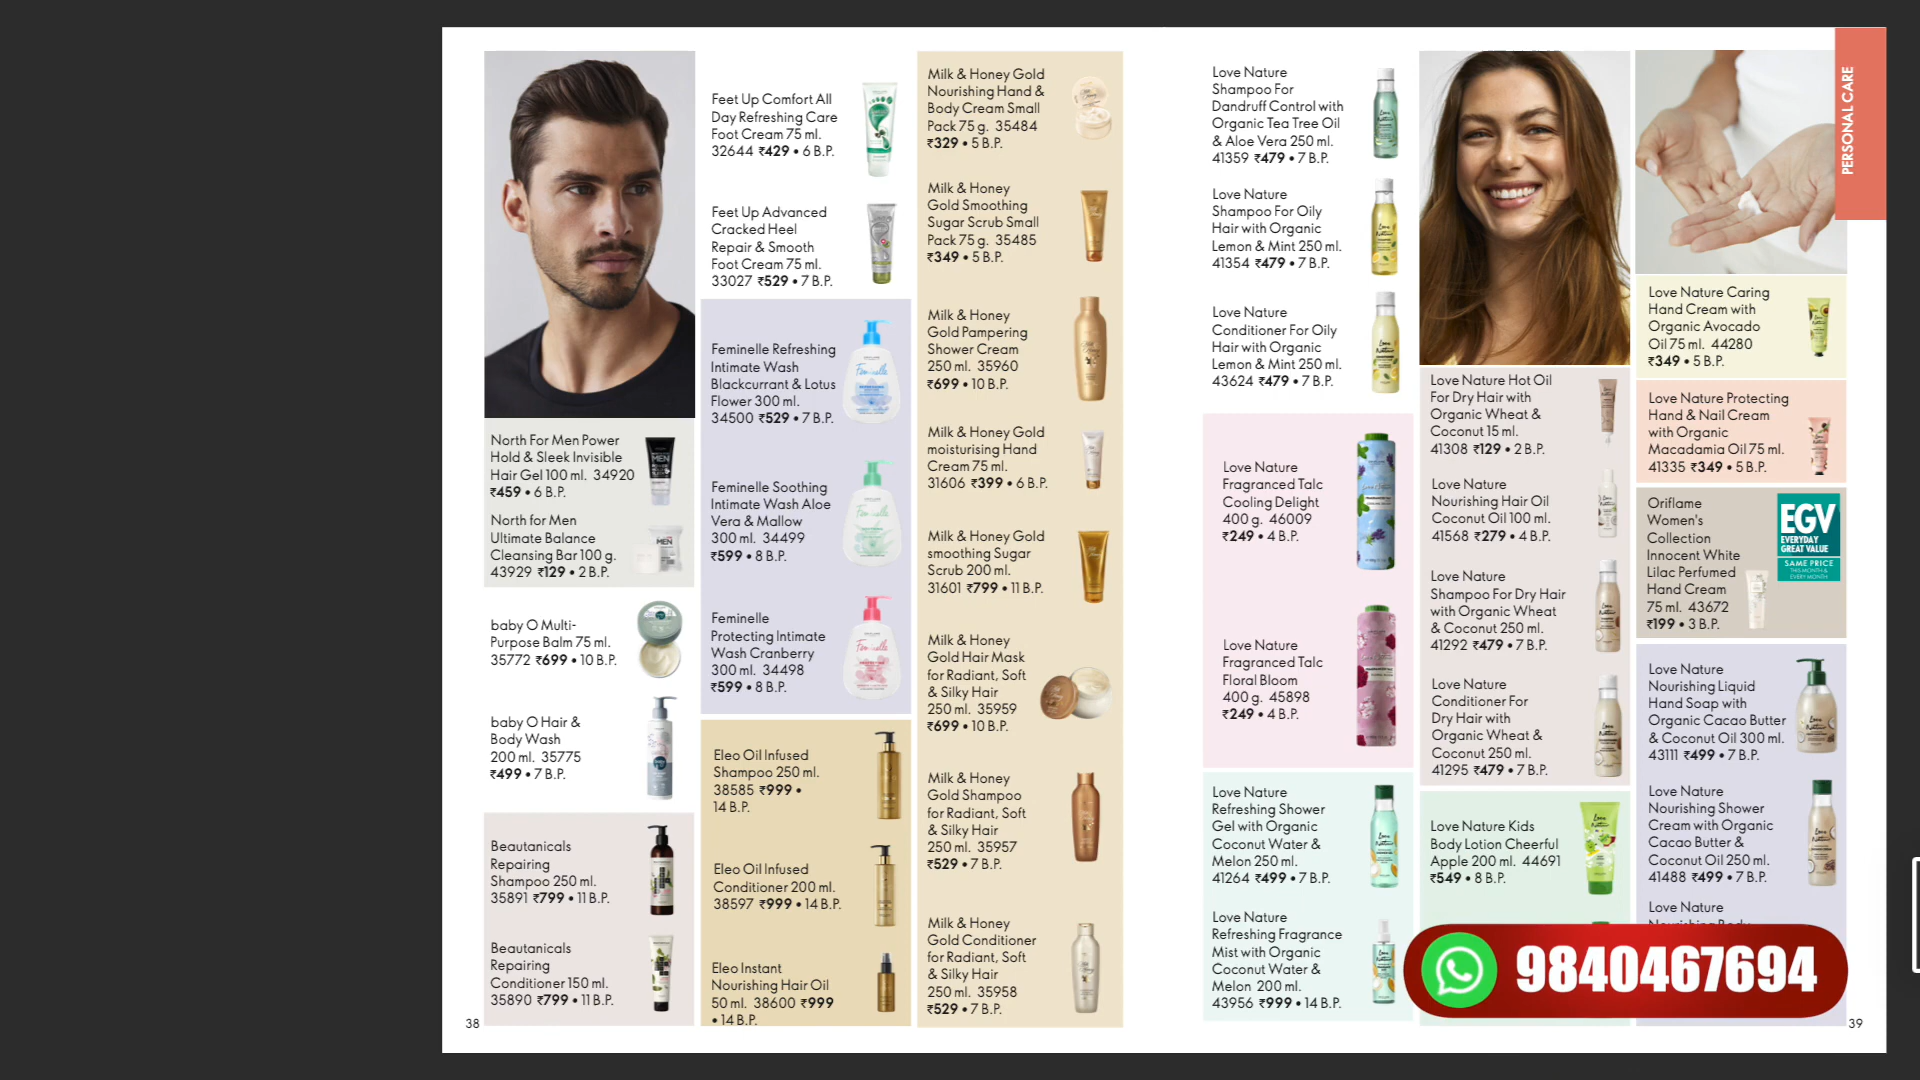 North For Men Power
Hold & Sleek Invisible
Hair Gel 100 ml. 34920
₹459 • 6 B.P.
North for Men
Ultimate Balance
Cleansing Bar 100 g.
43929 ₹129 • 2 B.P.
baby O Multi-
Purpose Balm 75 ml.
35772 ₹699 • 10 B.P.
baby O Hair &
Body Wash
200 ml. 35775
₹499 • 7 B.P.
Beautanicals
Repairing
Shampoo 250 ml.
35891 ₹799 • 11 B.P.
Beautanicals
Repairing
Conditioner 150 ml.
35890 ₹799 • 11 B.P.
38
Feet Up Comfort All
Day Refreshing Care
Foot Cream 75 ml.
32644 ₹429 • 6 B.P.
Feet Up Advanced
Cracked Heel
Repair & Smooth
Foot Cream 75 ml.
33027 ₹529 • 7 B.P.
Feminelle Refreshing
Intimate Wash
Blackcurrant & Lotus
Flower 300 ml.
34500 ₹529 • 7 B.P.
Feminelle Soothing
Intimate Wash Aloe
Vera & Mallow
300 ml. 34499
₹599 • 8 B.P.
Feminelle
Protecting Intimate
Wash Cranberry
300 ml. 34498
₹599 • 8 B.P.
Eleo Oil Infused
Shampoo 250 ml.
38585 ₹999 •
14 B.P.
Eleo Oil Infused
Conditioner 200 ml.
38597 ₹999 • 14 B.P.
Eleo Instant
Nourishing Hair Oil
50 ml. 38600 ₹999
• 14 B.P.
Milk & Honey Gold
Nourishing Hand &
Body Cream Small
Pack 75 g. 35484
₹329 • 5 B.P.
Milk & Honey
Gold Smoothing
Sugar Scrub Small
Pack 75 g. 35485
₹349 • 5 B.P.
Milk & Honey
Gold Pampering
Shower Cream
250 ml. 35960
₹699 • 10 B.P.
Milk & Honey Gold
moisturising Hand
Cream 75 ml.
31606 ₹399 • 6 B.P.
Milk & Honey Gold
smoothing Sugar
Scrub 200 ml.
31601 ₹799 • 11 B.P.
Milk & Honey
Gold Hair Mask
for Radiant, Soft
& Silky Hair
250 ml. 35959
₹699 • 10 B.P.
Milk & Honey
Gold Shampoo
for Radiant, Soft
& Silky Hair
250 ml. 35957
₹529 • 7 B.P.
Milk & Honey
Gold Conditioner
for Radiant, Soft
& Silky Hair
250 ml. 35958
₹529 • 7 B.P.
Love Nature
Shampoo For
Dandruff Control with
Organic Tea Tree Oil
& Aloe Vera 250 ml.
41359 ₹479 • 7 B.P.
Love Nature
Shampoo For Oily
Hair with Organic
Lemon & Mint 250 ml.
41354 ₹479 • 7 B.P.
Love Nature
Conditioner For Oily
Hair with Organic
Lemon & Mint 250 ml.
43624 ₹479 • 7 B.P.
Love Nature
Fragranced Talc
Cooling Delight
400 g. 46009
₹249 • 4 B.P.
Love Nature
Fragranced Talc
Floral Bloom
400 g. 45898
₹249 • 4 B.P.
Love Nature
Refreshing Shower
Gel with Organic
Coconut Water &
Melon 250 ml.
41264 ₹499 • 7 B.P.
Love Nature
Refreshing Fragrance
Mist with Organic
Coconut Water &
Melon 200 ml.
43956 ₹999 • 14 B.P.
Love Nature Hot Oil
For Dry Hair with
Organic Wheat &
Coconut 15 ml.
41308 ₹129 • 2 B.P.
Love Nature
Nourishing Hair Oil
Coconut Oil 100 ml.
41568 ₹279 • 4 B.P.
Love Nature
Shampoo For Dry Hair
with Organic Wheat
& Coconut 250 ml.
41292 ₹479 • 7 B.P.
Love Nature
Conditioner For
Dry Hair with
Organic Wheat &
Coconut 250 ml.
41295 ₹479 • 7 B.P.
Love Nature Kids
Body Lotion Cheerful
Apple 200 ml. 44691
₹549 • 8 B.P.
PERSONAL CARE
Love Nature Caring
Hand Cream with
Organic Avocado
Oil 75 ml. 44280
₹349 • 5 B.P.
Love Nature Protecting
Hand & Nail Cream
with Organic
Macadamia Oil 75 ml.
41335 ₹349 • 5 B.P.
Oriflame
Women's
Collection
Innocent White
Lilac Perfumed
Hand Cream
75 ml. 43672
₹199 • 3 B.P.
EGV
EVERYDAY
GREAT VALUE
SAME PRICE
THIS MONTH &
EVERY MONTH
Love Nature
Nourishing Liquid
Hand Soap with
Organic Cacao Butter
& Coconut Oil 300 ml.
43111 ₹499 • 7 B.P.
Love Nature
Nourishing Shower
Cream with Organic
Cacao Butter &
Coconut Oil 250 ml.
41488 ₹499 • 7 B.P.
Love Nature
Nourishing Body
9840467694
39